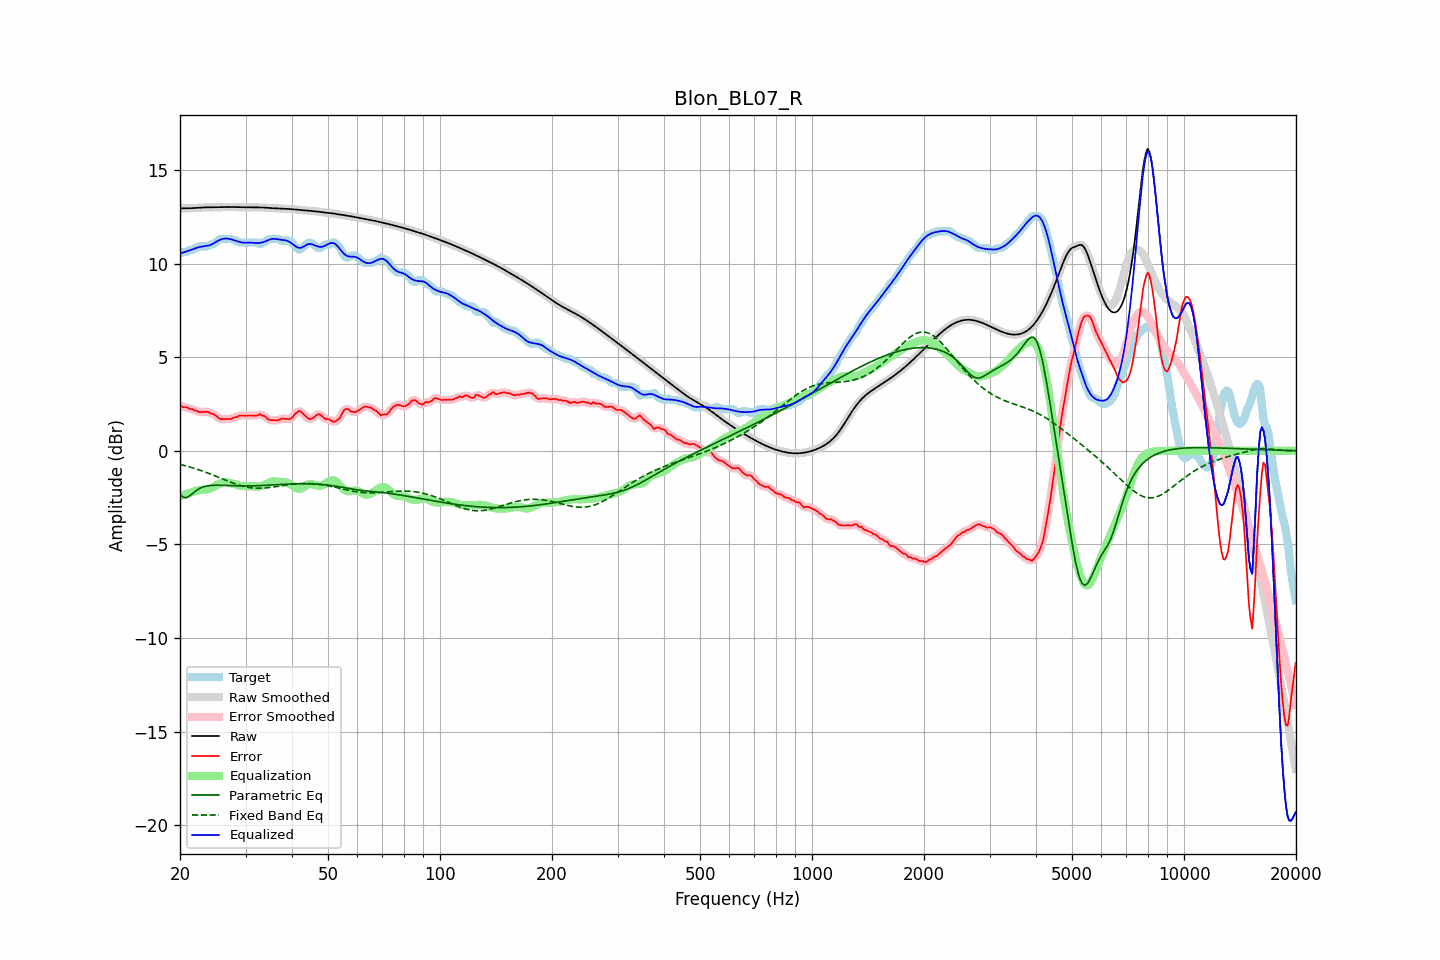 Blon_BL07_R
Amplitude (dBr)
15
10
5
0
−5
−10
−15
−20
Target
Raw Smoothed
Error Smoothed
Raw
Error
Equalization
Parametric Eq
Fixed Band Eq
Equalized
20 50 100 200 500 1000 2000 5000 10000 20000
Frequency (Hz)